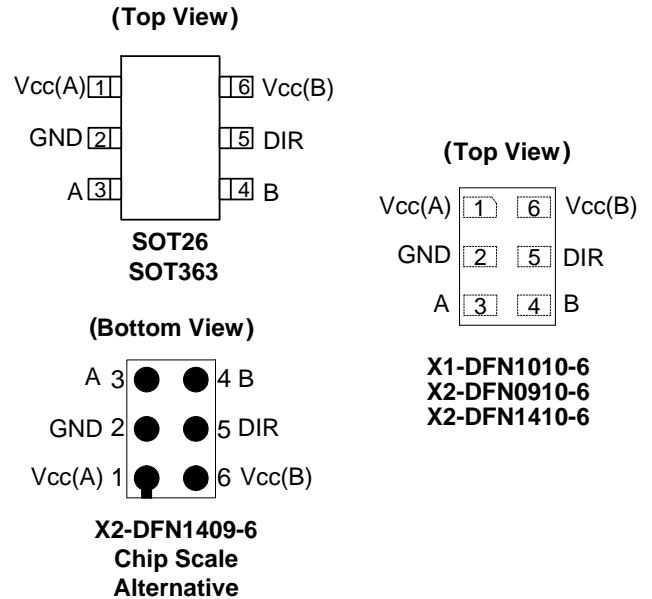 (Top View)
Vcc(A) 1 6 Vcc(B)
GND 2 5 DIR
A 3 4 B
SOT26
SOT363
(Top View)
Vcc(A) 1 6 Vcc(B)
GND 2 5 DIR
A 3 4 B
X1-DFN1010-6
X2-DFN0910-6
X2-DFN1410-6
(Bottom View)
A 3 4 B
GND 2 5 DIR
Vcc(A) 1 6 Vcc(B)
X2-DFN1409-6
Chip Scale
Alternative